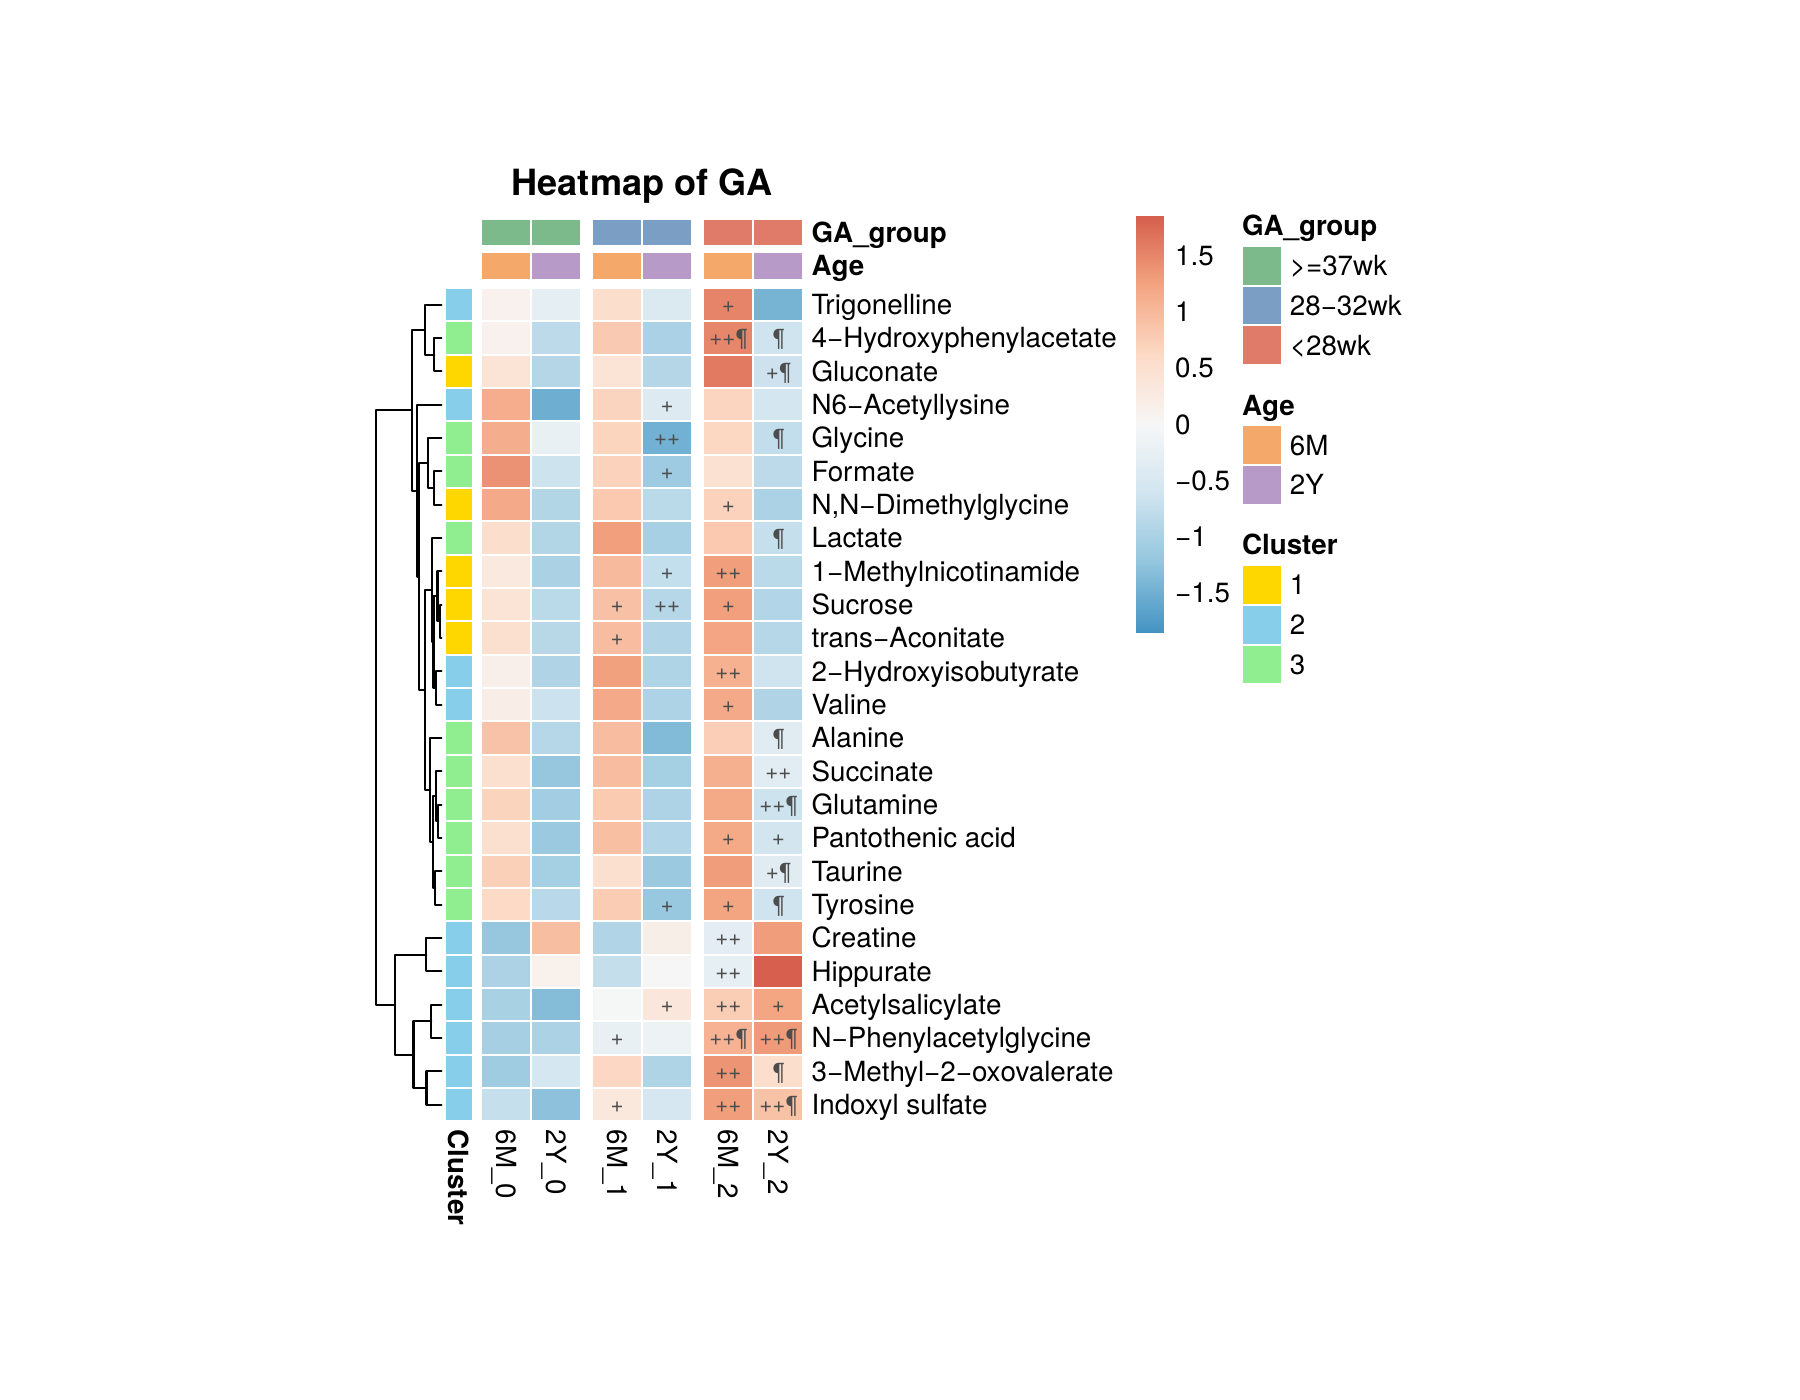 Heatmap of GA
GA_group
Age
Trigonelline
+
4−Hydroxyphenylacetate
++¶ ¶
Gluconate
+¶
N6−Acetyllysine
+
Glycine
++ ¶
Formate
+
N,N−Dimethylglycine
+
Lactate
¶
1−Methylnicotinamide
+ ++
Sucrose
+ ++ +
trans−Aconitate
+
2−Hydroxyisobutyrate
++
Valine
+
Alanine
¶
Succinate
++
Glutamine
++¶
Pantothenic acid
+ +
Taurine
+¶
Tyrosine
+ + ¶
Creatine
++
Hippurate
++
Acetylsalicylate
+ ++ +
N−Phenylacetylglycine
+ ++¶ ++¶
3−Methyl−2−oxovalerate
++ ¶
Indoxyl sulfate
+ ++ ++¶
Cluster
6M_0
2Y_0
6M_1
2Y_1
6M_2
2Y_2
1.5
1
0.5
0
−0.5
−1
−1.5
GA_group
>=37wk
28−32wk
<28wk
Age
6M
2Y
Cluster
1
2
3